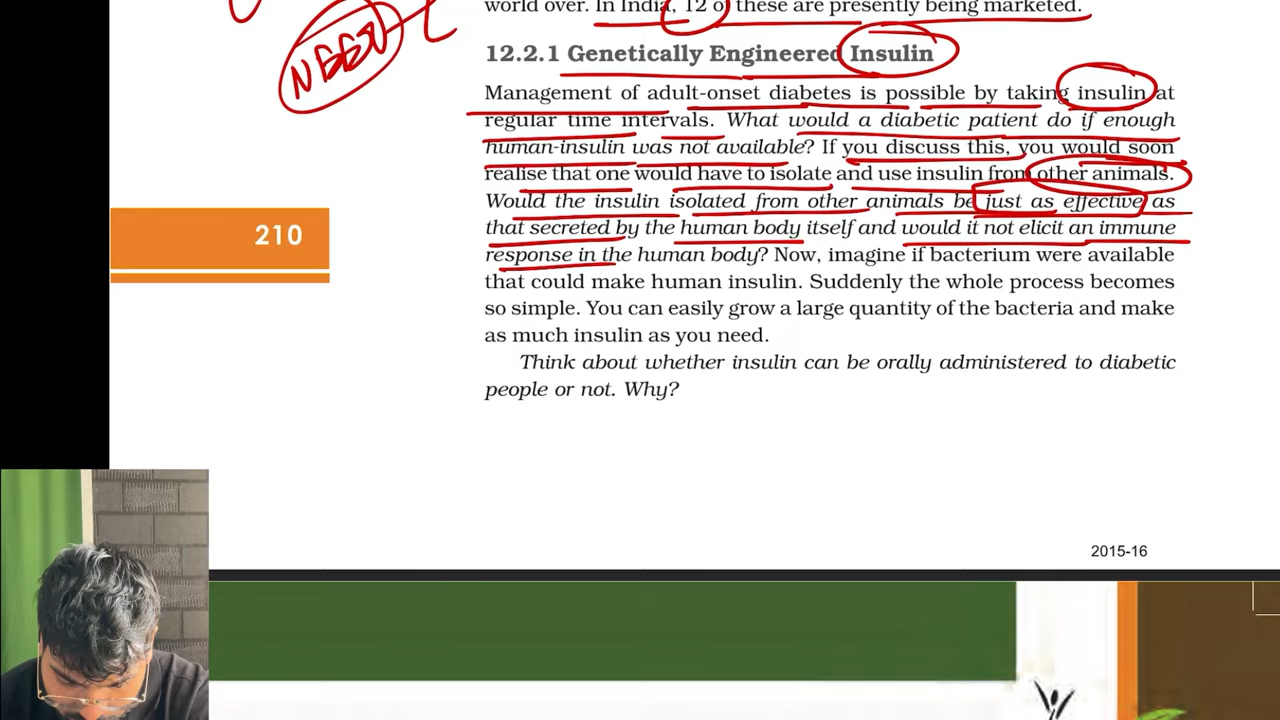 world over. In India, 12 of these are presently being marketed.
12.2.1 Genetically Engineered Insulin
Management of adult-onset diabetes is possible by taking insulin at
regular time intervals. What would a diabetic patient do if enough
human-insulin was not available? If you discuss this, you would soon
realise that one would have to isolate and use insulin from other animals.
Would the insulin isolated from other animals be just as effective as
that secreted by the human body itself and would it not elicit an immune
response in the human body? Now, imagine if bacterium were available
that could make human insulin. Suddenly the whole process becomes
so simple. You can easily grow a large quantity of the bacteria and make
as much insulin as you need.
Think about whether insulin can be orally administered to diabetic
people or not. Why?
210
2015-16